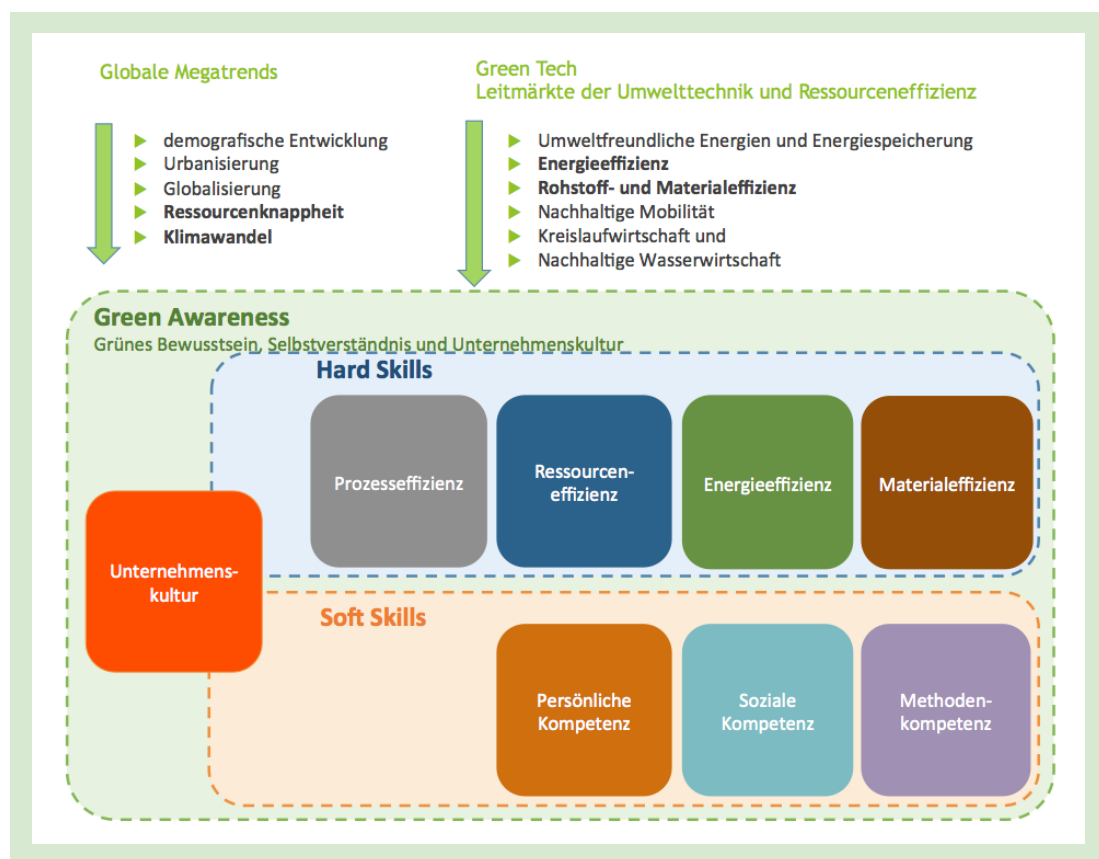 Globale Megatrends
demografische Entwicklung
Urbanisierung
Globalisierung
Ressourcenknappheit
Klimawandel
Green Tech
Leitmärkte der Umwelttechnik und Ressourceneffizienz
Umweltfreundliche Energien und Energiespeicherung
Energieeffizienz
Rohstoff- und Materialeffizienz
Nachhaltige Mobilität
Kreislaufwirtschaft und
Nachhaltige Wasserwirtschaft
Green Awareness
Grünes Bewusstsein, Selbstverständnis und Unternehmenskultur
Hard Skills
Prozesseffizienz
Ressourcen-
effizienz
Energieeffizienz
Materialeffizienz
Unternehmens-
kultur
Soft Skills
Persönliche
Kompetenz
Soziale
Kompetenz
Methoden-
kompetenz